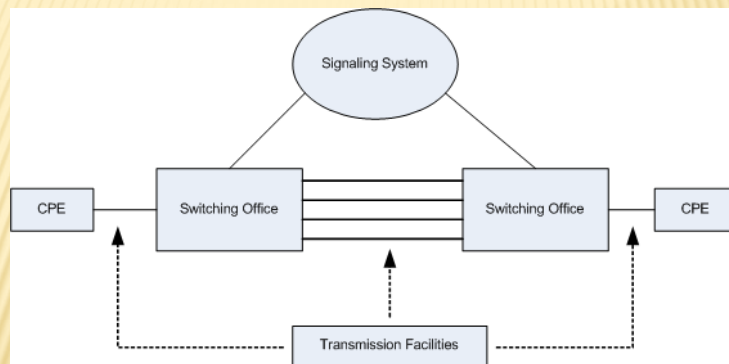 Signaling System
CPE
Switching Office
Switching Office
CPE
Transmission Facilities